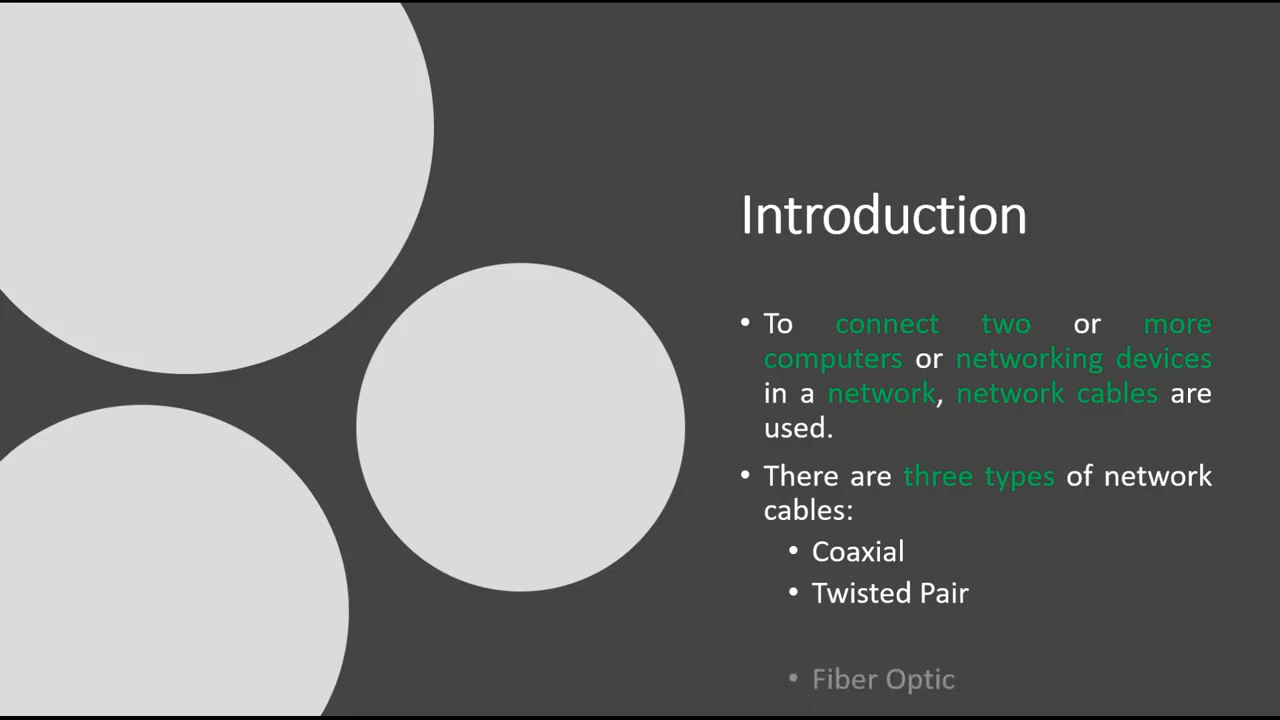 Introduction
• To connect two or more
computers or networking devices
in a network, network cables are
used.
• There are three types of network
cables:
• Coaxial
• Twisted Pair
• Fiber Optic